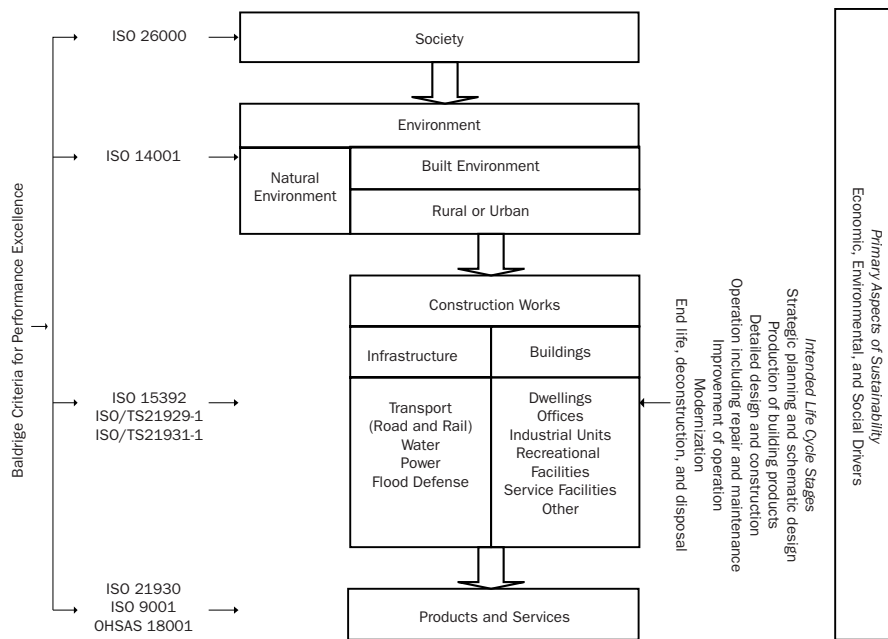 Baldrige Criteria for Performance Excellence
ISO 26000
Society
Environment
ISO 14001
Natural
Environment
Built Environment
Rural or Urban
Construction Works
Infrastructure
Buildings
ISO 15392
ISO/TS21929-1
ISO/TS21931-1
Transport
(Road and Rail)
Water
Power
Flood Defense
Dwellings
Offices
Industrial Units
Recreational
Facilities
Service Facilities
Other
ISO 21930
ISO 9001
OHSAS 18001
Products and Services
Intended Life Cycle Stages
Strategic planning and schematic design
Production of building products
Detailed design and construction
Operation including repair and maintenance
Improvement of operation
Modernization
End life, deconstruction, and disposal
Primary Aspects of Sustainability
Economic, Environmental, and Social Drivers